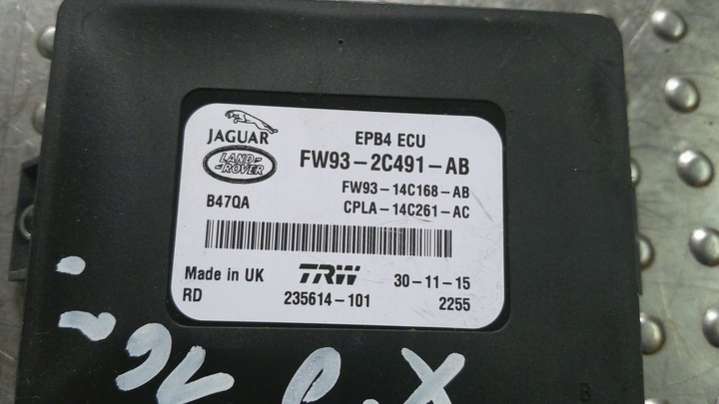 JAGUAR
LAND-
ROVER
EPB4 ECU
FW93-2C491-AB
FW93-14C168-AB
B47QA
CPLA-14C261-AC
Made in UK TRW 30-11-15
RD 235614-101 2255